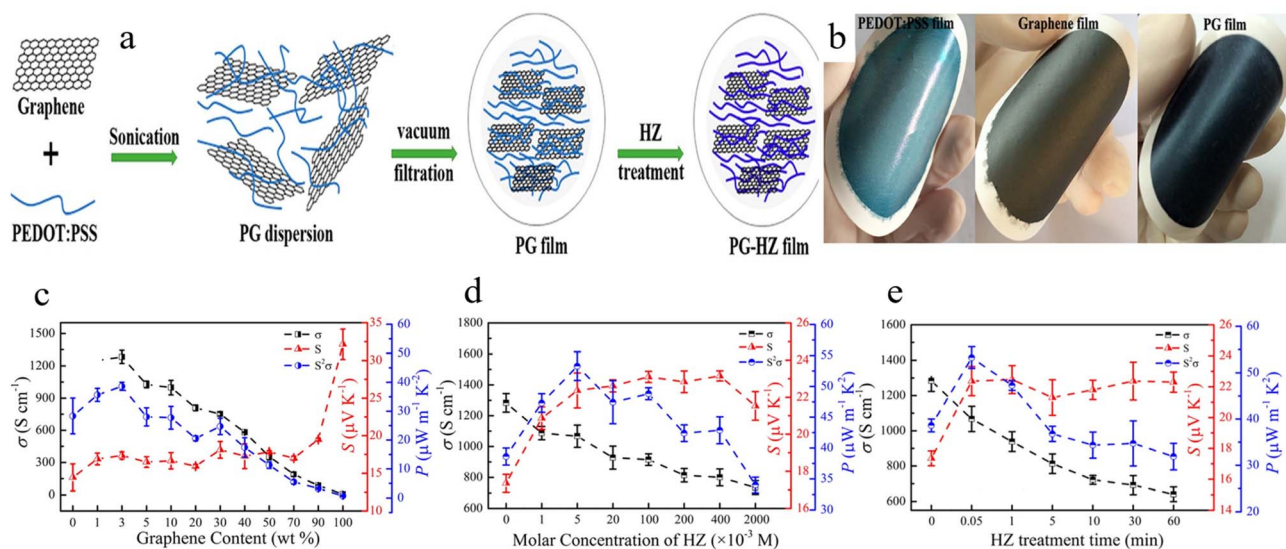 a
Graphene
+
PEDOT:PSS
Sonication
PG dispersion
vacuum
filtration
PG film
HZ
treatment
PG-HZ film
b
PEDOT:PSS film
Graphene film
PG film
c
σ
S
S²σ
1500
1200
900
600
300
0
σ (S cm⁻¹)
0 1 3 5 10 20 30 40 50 70 90 100
Graphene Content (wt %)
35
30
25
20
15
10
S (μV K⁻¹)
60
50
40
30
20
10
0
P (μW m⁻¹ K⁻²)
d
σ
S
S²σ
1800
1600
1400
1200
1000
800
600
σ (S cm⁻¹)
0 1 5 20 100 200 400 2000
Molar Concentration of HZ (×10⁻³ M)
26
24
22
20
18
17
16
S (μV K⁻¹)
60
55
50
45
40
35
30
P (μW m⁻¹ K²)
e
σ
S
S²σ
1600
1400
1200
1000
800
600
σ (S cm⁻¹)
0 0.05 1 5 10 30 60
HZ treatment time (min)
26
24
22
20
18
16
14
S (μV K⁻¹)
60
50
40
30
20
P (μW m⁻¹ K²)